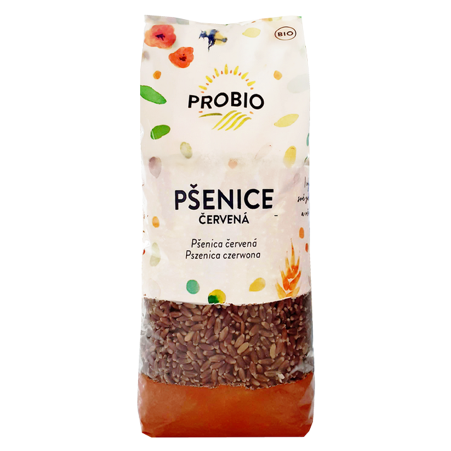 BIO
PROBIO
PŠENICE
ČERVENÁ
Pšenica červená
Pszenica czerwona